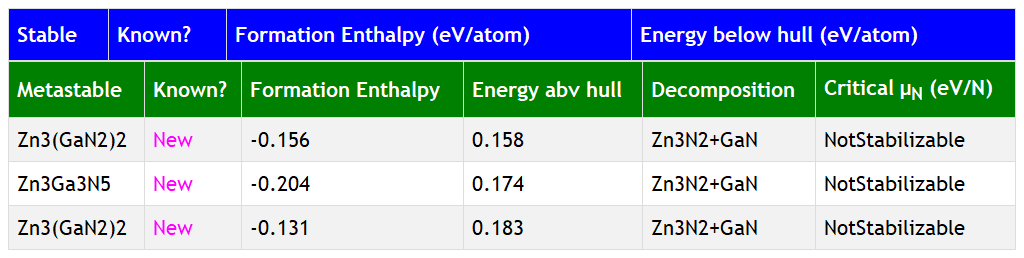 Stable Known? Formation Enthalpy (eV/atom) Energy below hull (eV/atom)
Metastable Known? Formation Enthalpy Energy abv hull Decomposition Critical μN (eV/N)
Zn3(GaN2)2 New -0.156 0.158 Zn3N2+GaN NotStabilizable
Zn3Ga3N5 New -0.204 0.174 Zn3N2+GaN NotStabilizable
Zn3(GaN2)2 New -0.131 0.183 Zn3N2+GaN NotStabilizable